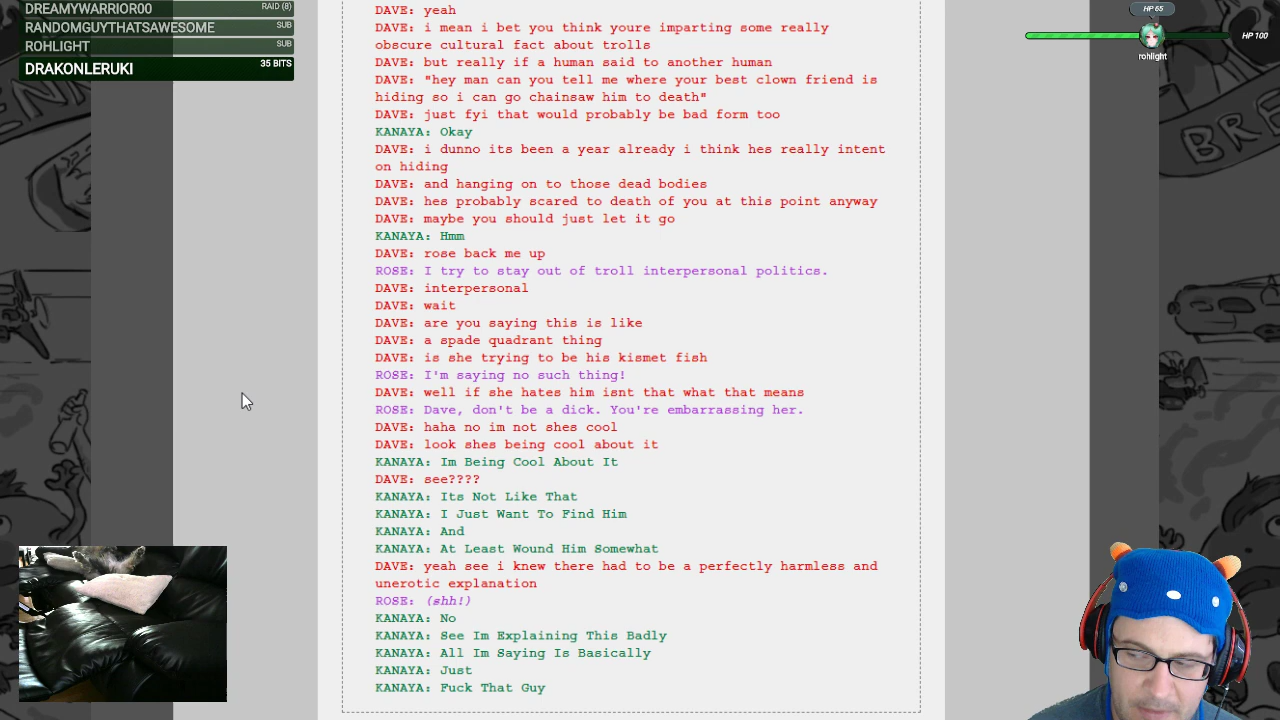 DREAMYWARRIOR00 RAID (8)
RANDOMGUYTHATSAWESOME SUB
ROHLIGHT SUB
DRAKONLERUKI 35 BITS
HP 65
HP 100
rohlight
DAVE: yeah
DAVE: i mean i bet you think youre imparting some really
obscure cultural fact about trolls
DAVE: but really if a human said to another human
DAVE: "hey man can you tell me where your best clown friend is
hiding so i can go chainsaw him to death"
DAVE: just fyi that would probably be bad form too
KANAYA: Okay
DAVE: i dunno its been a year already i think hes really intent
on hiding
DAVE: and hanging on to those dead bodies
DAVE: hes probably scared to death of you at this point anyway
DAVE: maybe you should just let it go
KANAYA: Hmm
DAVE: rose back me up
ROSE: I try to stay out of troll interpersonal politics.
DAVE: interpersonal
DAVE: wait
DAVE: are you saying this is like
DAVE: a spade quadrant thing
DAVE: is she trying to be his kismet fish
ROSE: I'm saying no such thing!
DAVE: well if she hates him isnt that what that means
ROSE: Dave, don't be a dick. You're embarrassing her.
DAVE: haha no im not shes cool
DAVE: look shes being cool about it
KANAYA: Im Being Cool About It
DAVE: see????
KANAYA: Its Not Like That
KANAYA: I Just Want To Find Him
KANAYA: And
KANAYA: At Least Wound Him Somewhat
DAVE: yeah see i knew there had to be a perfectly harmless and
unerotic explanation
ROSE: (shh!)
KANAYA: No
KANAYA: See Im Explaining This Badly
KANAYA: All Im Saying Is Basically
KANAYA: Just
KANAYA: Fuck That Guy